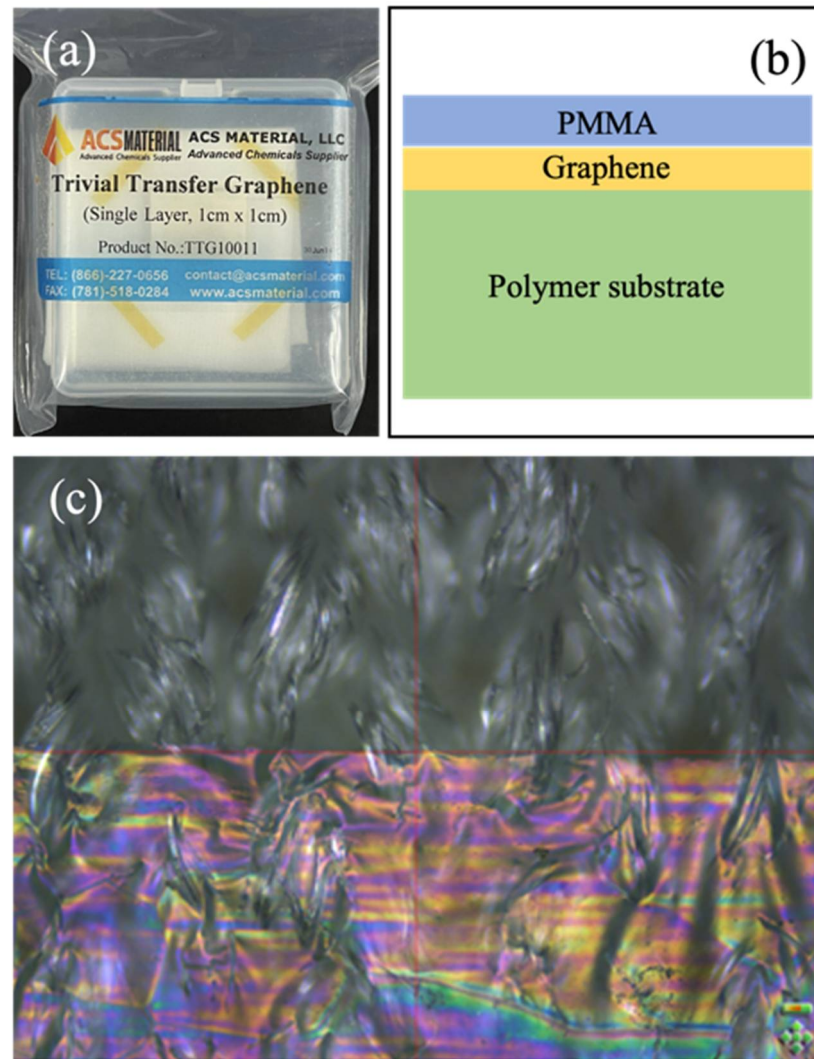 (a)
ACSMATERIAL ACS MATERIAL, LLC
Advanced Chemicals Supplier Advanced Chemicals Supplier
Trivial Transfer Graphene
(Single Layer, 1cm x 1cm)
Product No.:TTG10011
TEL: (866)-227-0656 contact@acsmaterial.com
FAX: (781)-518-0284 www.acsmaterial.com
(b)
PMMA
Graphene
Polymer substrate
(c)